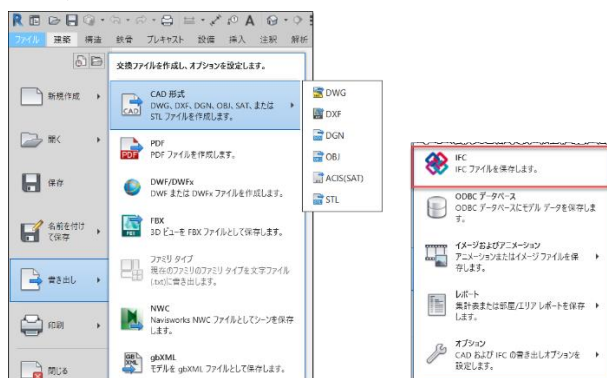 ファイル 建築 構造 鉄骨 プレキャスト 設備 挿入 注釈 解析
交換ファイルを作成し、オプションを設定します。
新規作成
開く
保存
名前を付け
て保存
書き出し
印刷
閉じる
CAD 形式
DWG、DXF、DGN、OBJ、SAT、または
STL ファイルを作成します。
PDF
PDF ファイルを作成します。
DWF/DWFx
DWF または DWFx ファイルを作成します。
FBX
3D ビューを FBX ファイルとして保存します。
ファミリ タイプ
現在のファミリのファミリ タイプを文字ファイル
(.txt)に書き出します。
NWC
Navisworks NWC ファイルとしてシーンを保存
します。
gbXML
モデルを gbXML ファイルとして保存します。
DWG
DXF
DGN
OBJ
ACIS(SAT)
STL
IFC
IFC ファイルを保存します。
ODBC データベース
ODBC データベースにモデル データを保存しま
す。
イメージおよびアニメーション
アニメーションまたはイメージ ファイルを保
存します。
レポート
集計表または部屋/エリア レポートを保存
します。
オプション
CAD および IFC の書き出しオプションを
設定します。